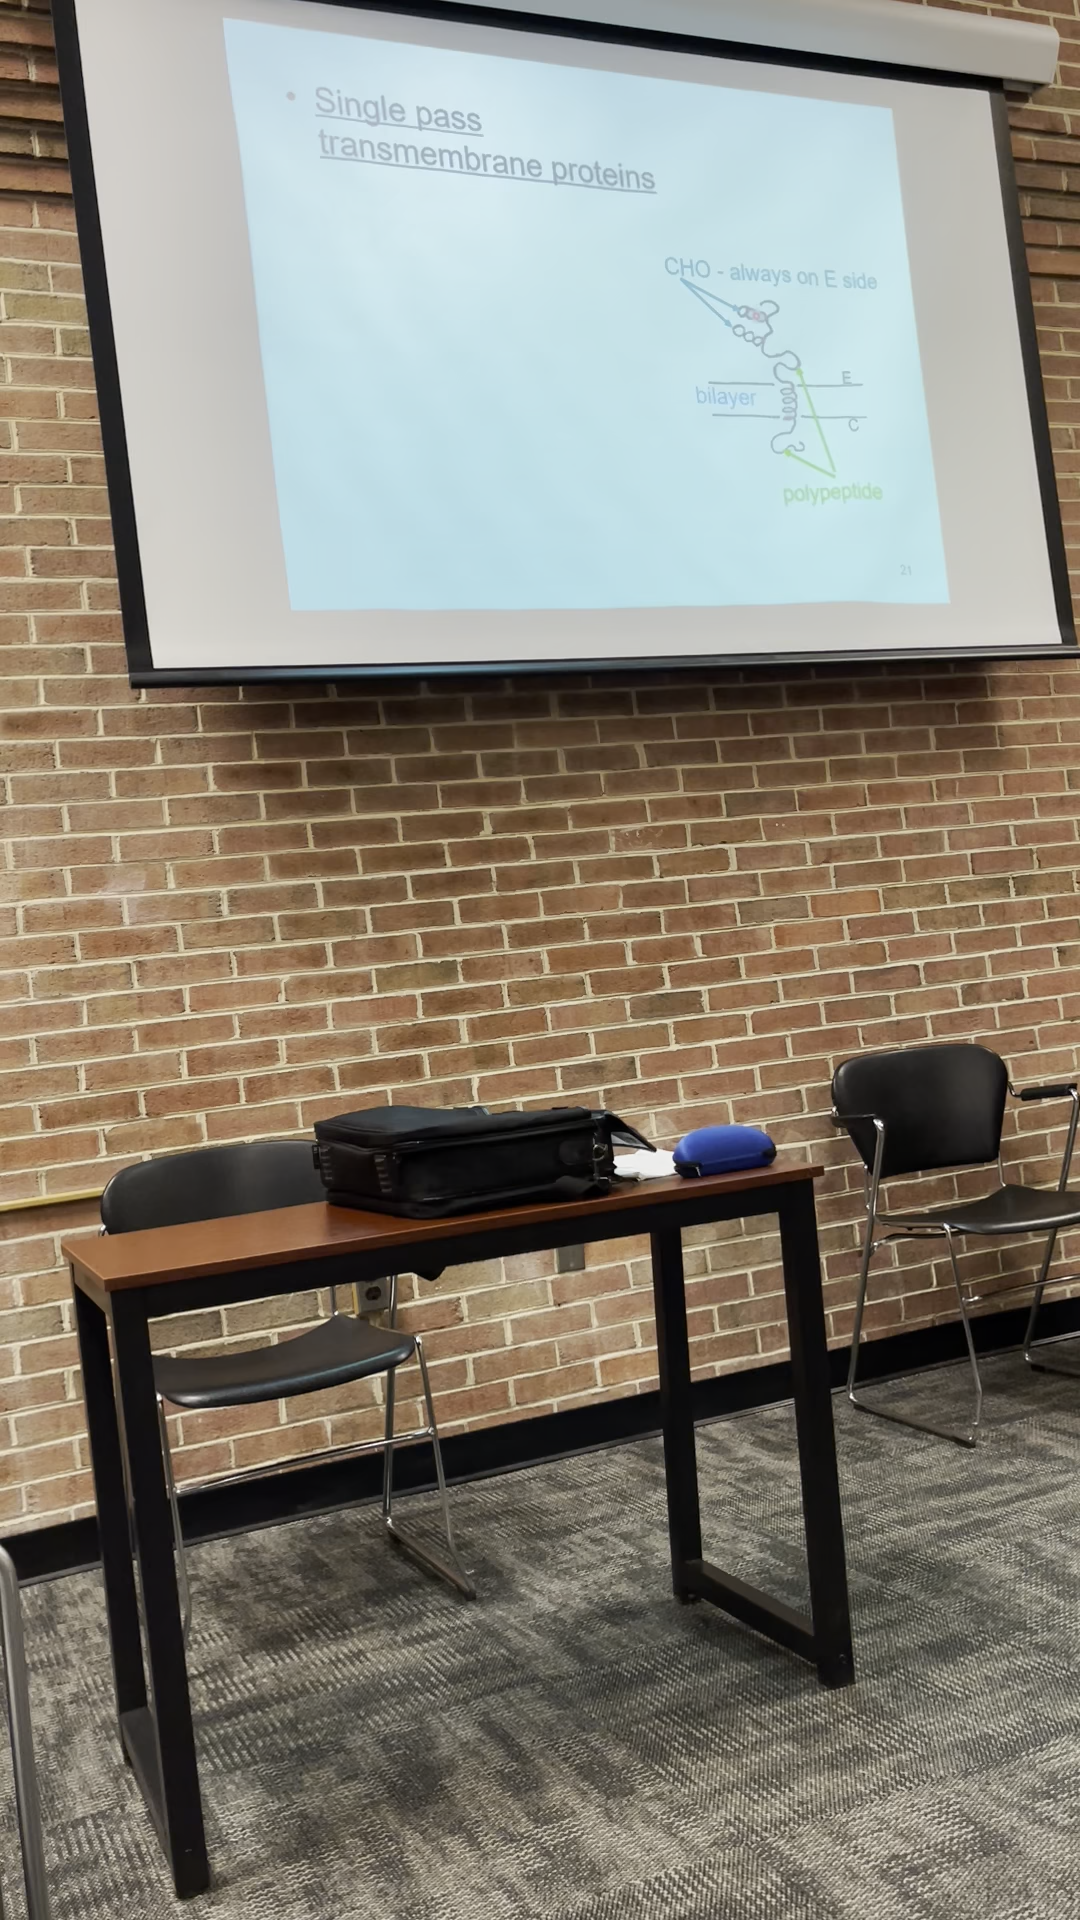 • Single pass
transmembrane proteins
CHO - always on E side
E
bilayer
C
polypeptide
21